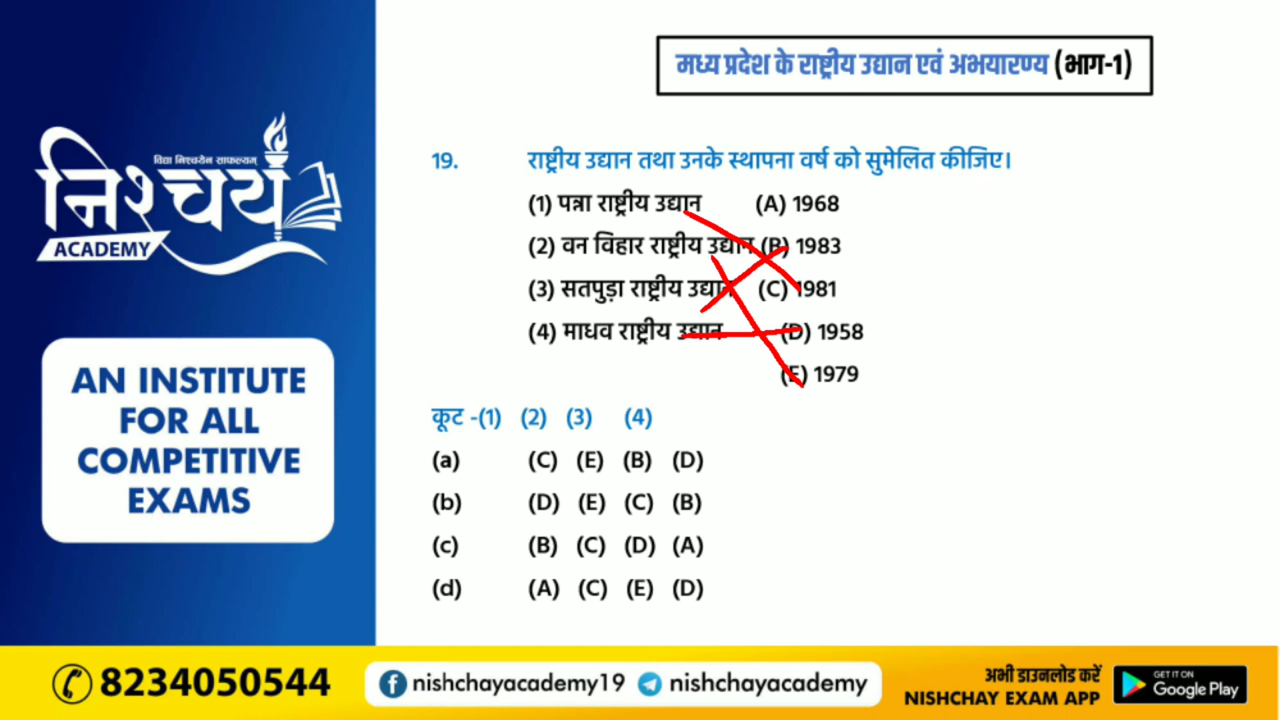 मध्य प्रदेश के राष्ट्रीय उद्यान एवं अभयारण्य (भाग-1)
विद्या निश्चयेन साफल्यम्
निश्चय
ACADEMY
AN INSTITUTE
FOR ALL
COMPETITIVE
EXAMS
19. राष्ट्रीय उद्यान तथा उनके स्थापना वर्ष को सुमेलित कीजिए।
(1) पन्ना राष्ट्रीय उद्यान (A) 1968
(2) वन विहार राष्ट्रीय उद्यान (B) 1983
(3) सतपुड़ा राष्ट्रीय उद्यान (C) 1981
(4) माधव राष्ट्रीय उद्यान (D) 1958
(E) 1979
कूट -(1) (2) (3) (4)
(a) (C) (E) (B) (D)
(b) (D) (E) (C) (B)
(c) (B) (C) (D) (A)
(d) (A) (C) (E) (D)
8234050544
nishchayacademy19 nishchayacademy
अभी डाउनलोड करें
NISHCHAY EXAM APP
GET IT ON
Google Play